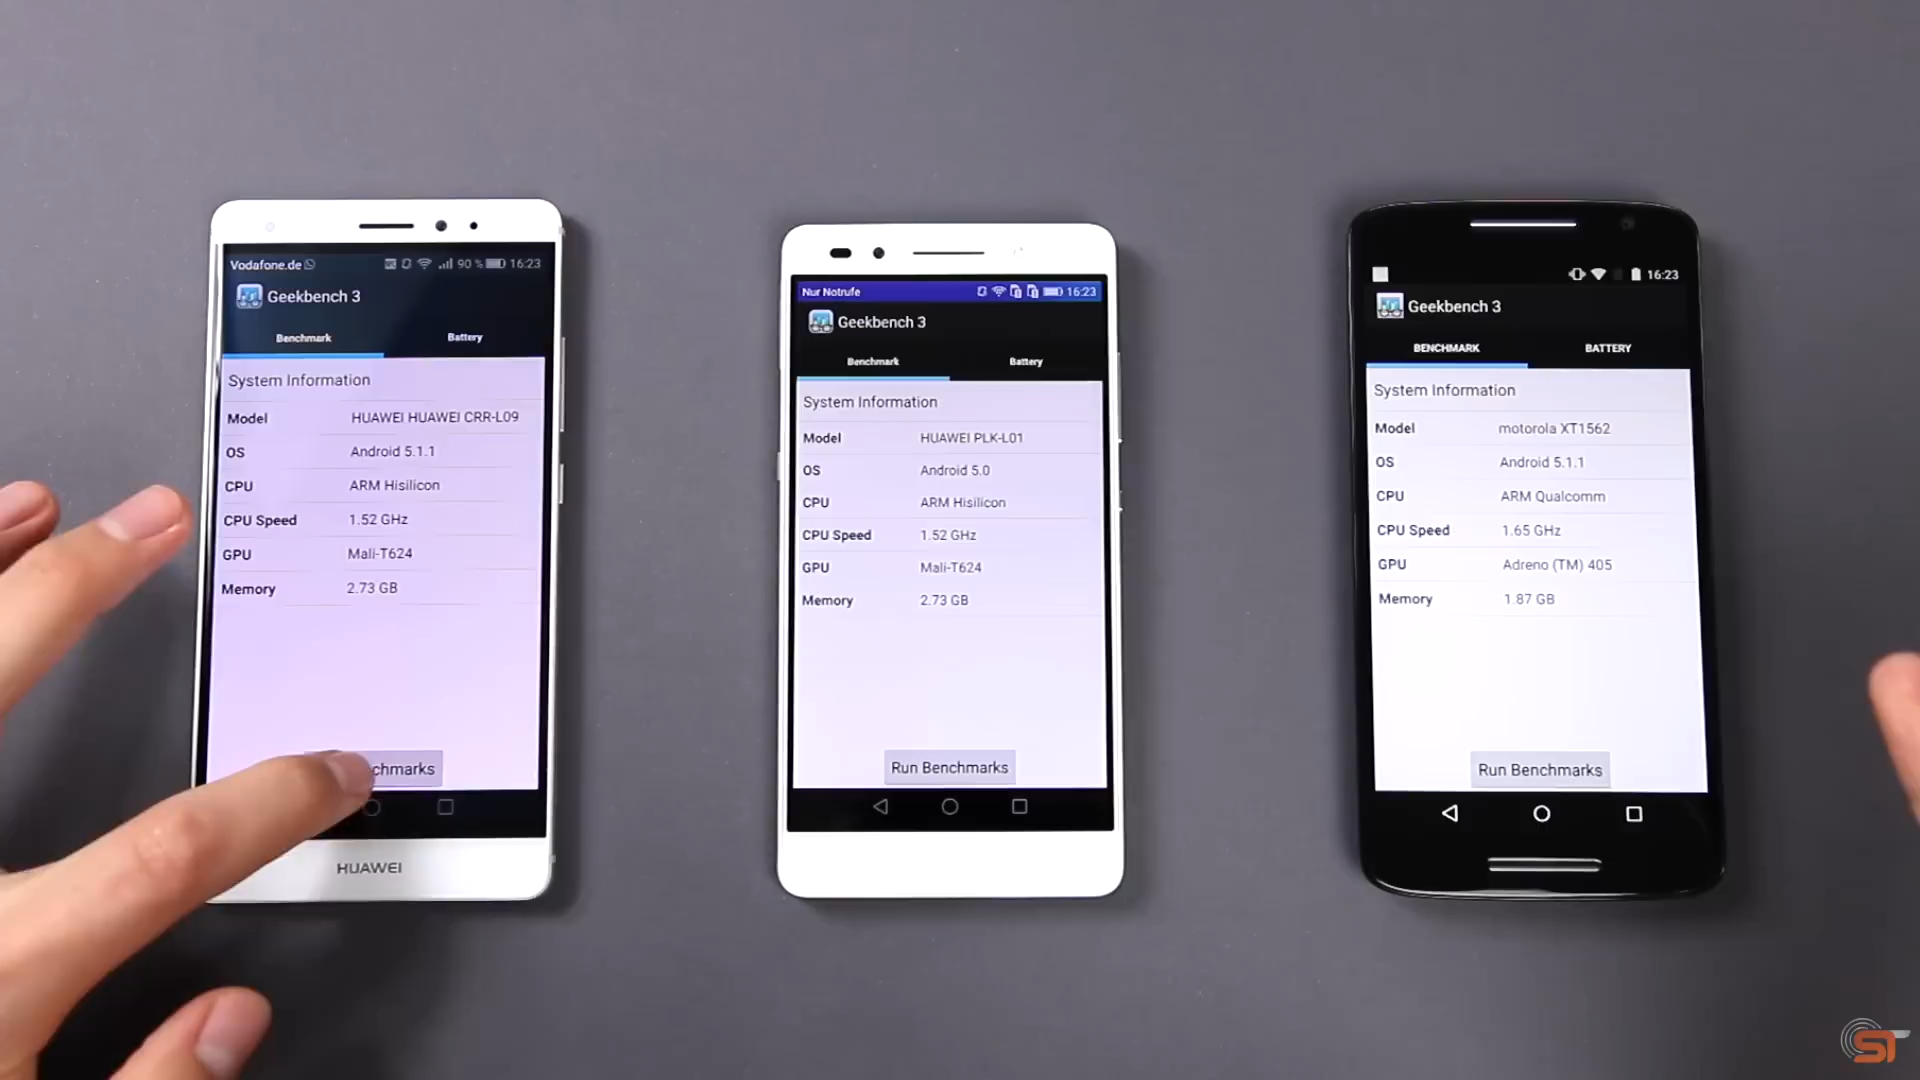 Vodafone.de 90 % 16:23
Geekbench 3
Benchmark Battery
System Information
Model HUAWEI HUAWEI CRR-L09
OS Android 5.1.1
CPU ARM Hisilicon
CPU Speed 1.52 GHz
GPU Mali-T624
Memory 2.73 GB
chmarks
HUAWEI
Nur Notrufe 16:23
Geekbench 3
Benchmark Battery
System Information
Model HUAWEI PLK-L01
OS Android 5.0
CPU ARM Hisilicon
CPU Speed 1.52 GHz
GPU Mali-T624
Memory 2.73 GB
Run Benchmarks
16:23
Geekbench 3
BENCHMARK BATTERY
System Information
Model motorola XT1562
OS Android 5.1.1
CPU ARM Qualcomm
CPU Speed 1.65 GHz
GPU Adreno (TM) 405
Memory 1.87 GB
Run Benchmarks
ST